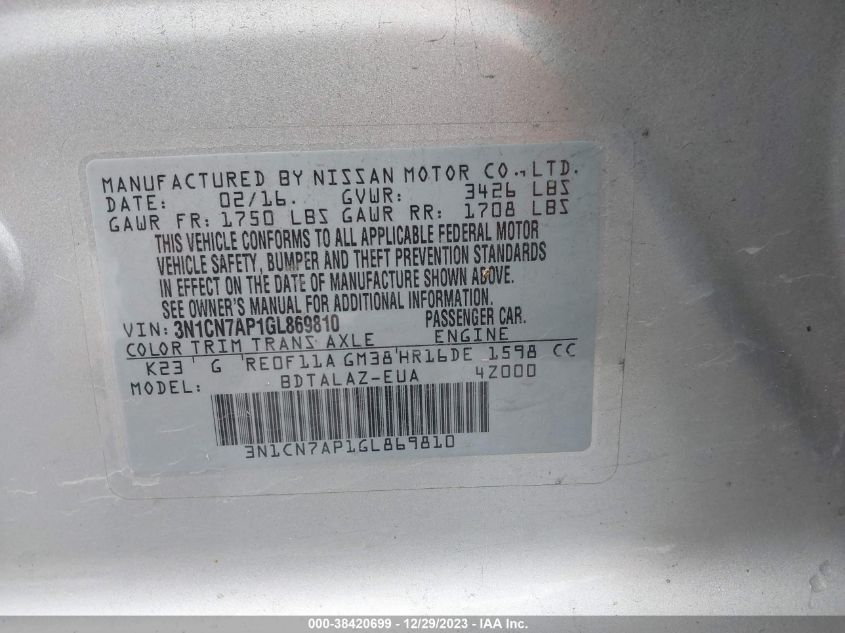 MANUFACTURED BY NISSAN MOTOR CO.,LTD.
DATE: 02/16. GVWR: 3426 LBS
GAWR FR: 1750 LBS GAWR RR: 1708 LBS
THIS VEHICLE CONFORMS TO ALL APPLICABLE FEDERAL MOTOR
VEHICLE SAFETY, BUMPER AND THEFT PREVENTION STANDARDS
IN EFFECT ON THE DATE OF MANUFACTURE SHOWN ABOVE.
SEE OWNER'S MANUAL FOR ADDITIONAL INFORMATION.
VIN: 3N1CN7AP1GL869810 PASSENGER CAR.
COLOR TRIM TRANS AXLE ENGINE
K23 ' G 'RE0F11A GM38'HR16DE 1598 CC
MODEL: BDTALAZ-EUA 4Z000
3N1CN7AP1GL869810
000-38420699 - 12/29/2023 - IAA Inc.